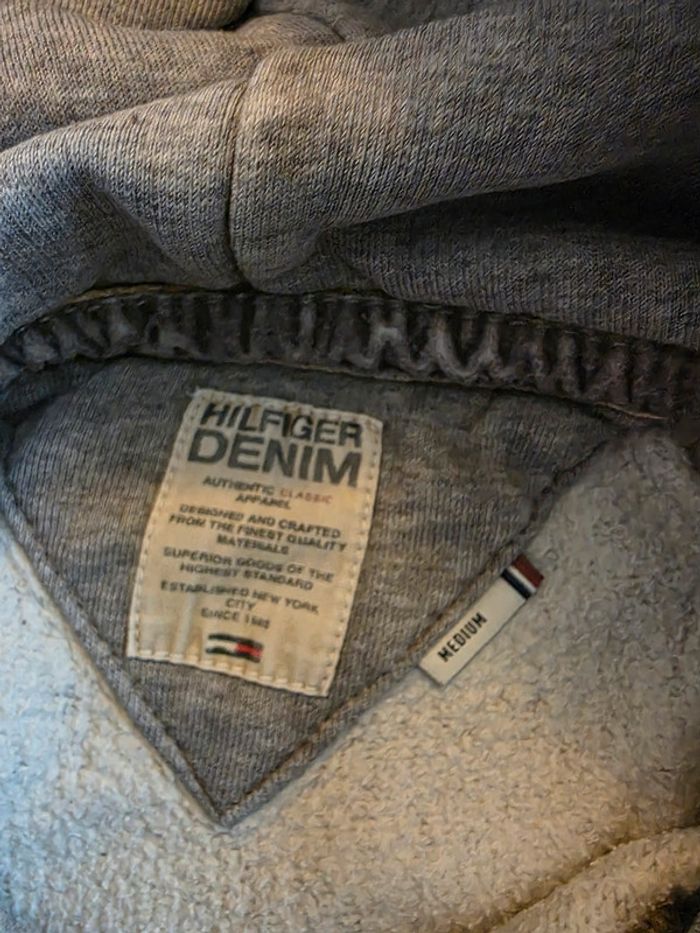 HILFIGER
DENIM
AUTHENTIC CLASSIC
APPAREL
DESIGNED AND CRAFTED
FROM THE FINEST QUALITY
MATERIALS
SUPERIOR GOODS OF THE
HIGHEST STANDARD
ESTABLISHED NEW YORK
CITY
SINCE
MEDIUM